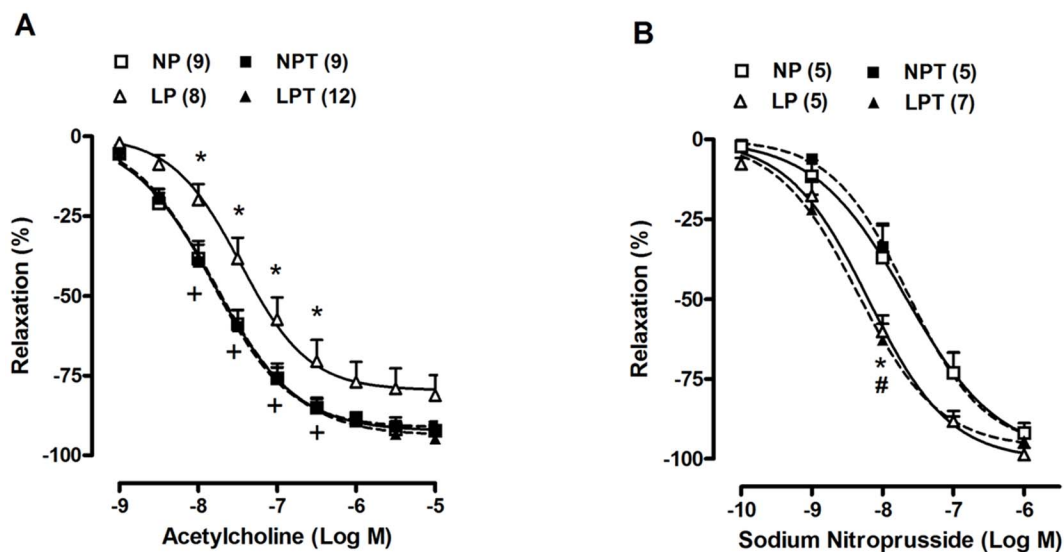 A
NP (9) NPT (9)
LP (8) LPT (12)
0
-25
-50
-75
-100
Relaxation (%)
* * * *
+ + + +
-9 -8 -7 -6 -5
Acetylcholine (Log M)
B
NP (5) NPT (5)
LP (5) LPT (7)
0
-25
-50
-75
-100
Relaxation (%)
*
#
-10 -9 -8 -7 -6
Sodium Nitroprusside (Log M)